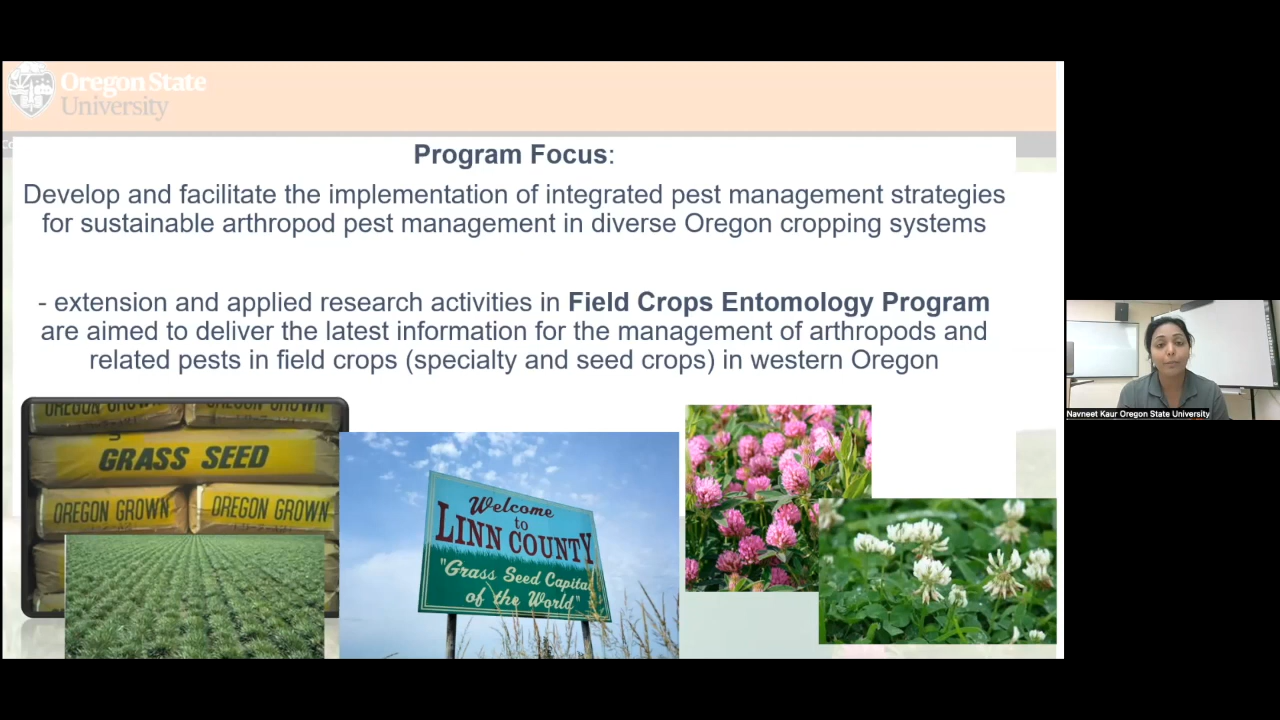 Oregon State
University
Program Focus:
Develop and facilitate the implementation of integrated pest management strategies
for sustainable arthropod pest management in diverse Oregon cropping systems
- extension and applied research activities in Field Crops Entomology Program
are aimed to deliver the latest information for the management of arthropods and
related pests in field crops (specialty and seed crops) in western Oregon
OREGON GROWN
OREGON GROWN
GRASS SEED
OREGON GROWN
OREGON GROWN
Welcome
to
LINN COUNTY
"Grass Seed Capital
of the World"
Navneet Kaur Oregon State University